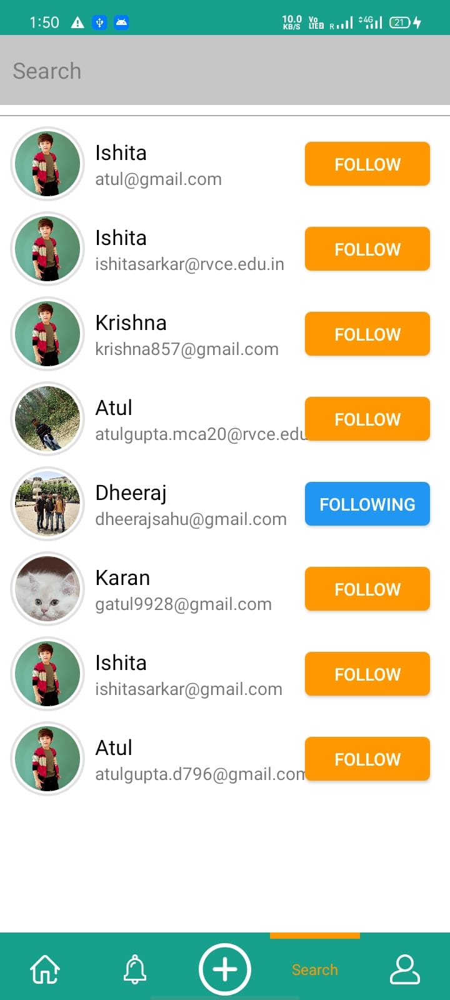 1:50 10.0 KB/S Vo LTE2 R 4G 21
Search
Ishita
atul@gmail.com
FOLLOW
Ishita
ishitasarkar@rvce.edu.in
FOLLOW
Krishna
krishna857@gmail.com
FOLLOW
Atul
atulgupta.mca20@rvce.edu
FOLLOW
Dheeraj
dheerajsahu@gmail.com
FOLLOWING
Karan
gatul9928@gmail.com
FOLLOW
Ishita
ishitasarkar@gmail.com
FOLLOW
Atul
atulgupta.d796@gmail.com
FOLLOW
Search